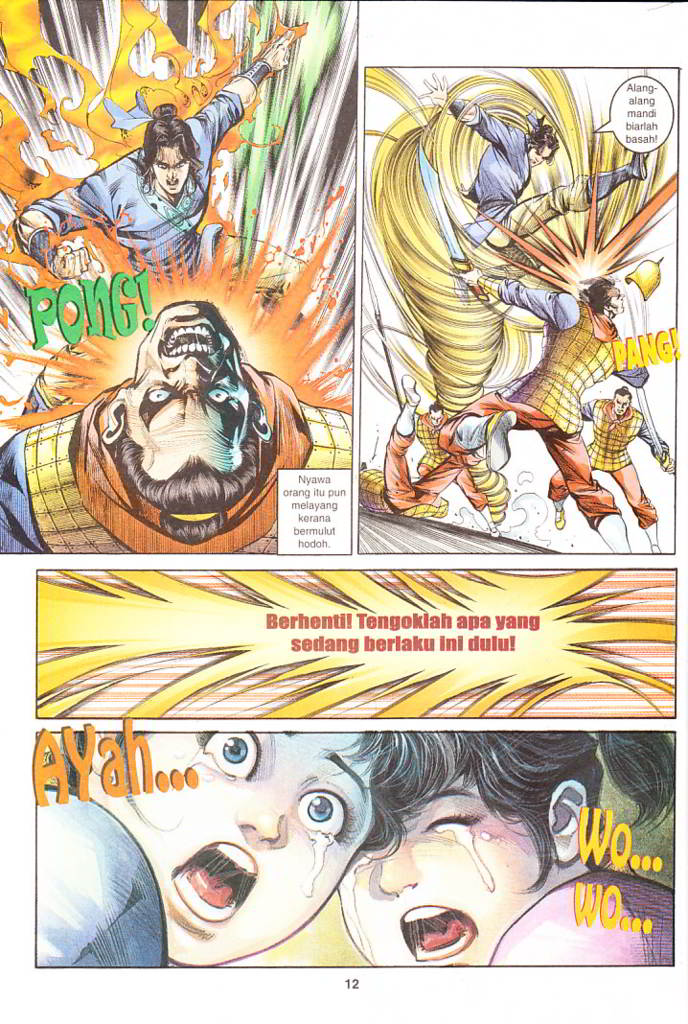 PONG!
Nyawa
orang itu pun
melayang
kerana
bermulut
hodoh.
Alang-
alang
mandi
biarlah
basah!
PANG!
Berhenti! Tengoklah apa yang
sedang berlaku ini dulu!
AYah...
Wo...
Wo...
12